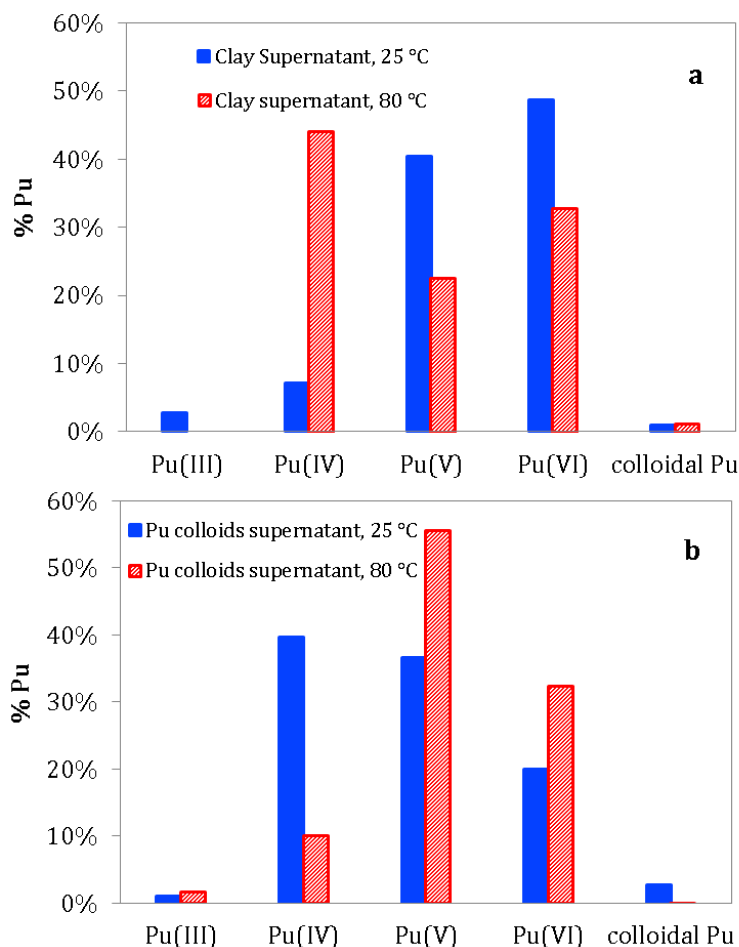 60%
Clay Supernatant, 25 °C
a
50%
Clay supernatant, 80 °C
40%
% Pu
30%
20%
10%
0%
Pu(III) Pu(IV) Pu(V) Pu(VI) colloidal Pu
60%
Pu colloids supernatant, 25 °C
b
Pu colloids supernatant, 80 °C
50%
40%
% Pu
30%
20%
10%
0%
Pu(III) Pu(IV) Pu(V) Pu(VI) colloidal Pu